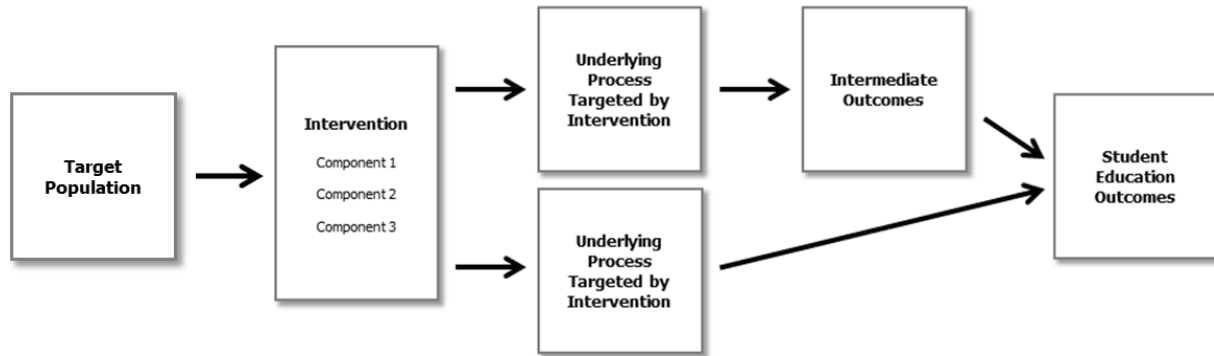 Target
Population
Intervention
Component 1
Component 2
Component 3
Underlying
Process
Targeted by
Intervention
Intermediate
Outcomes
Underlying
Process
Targeted by
Intervention
Student
Education
Outcomes